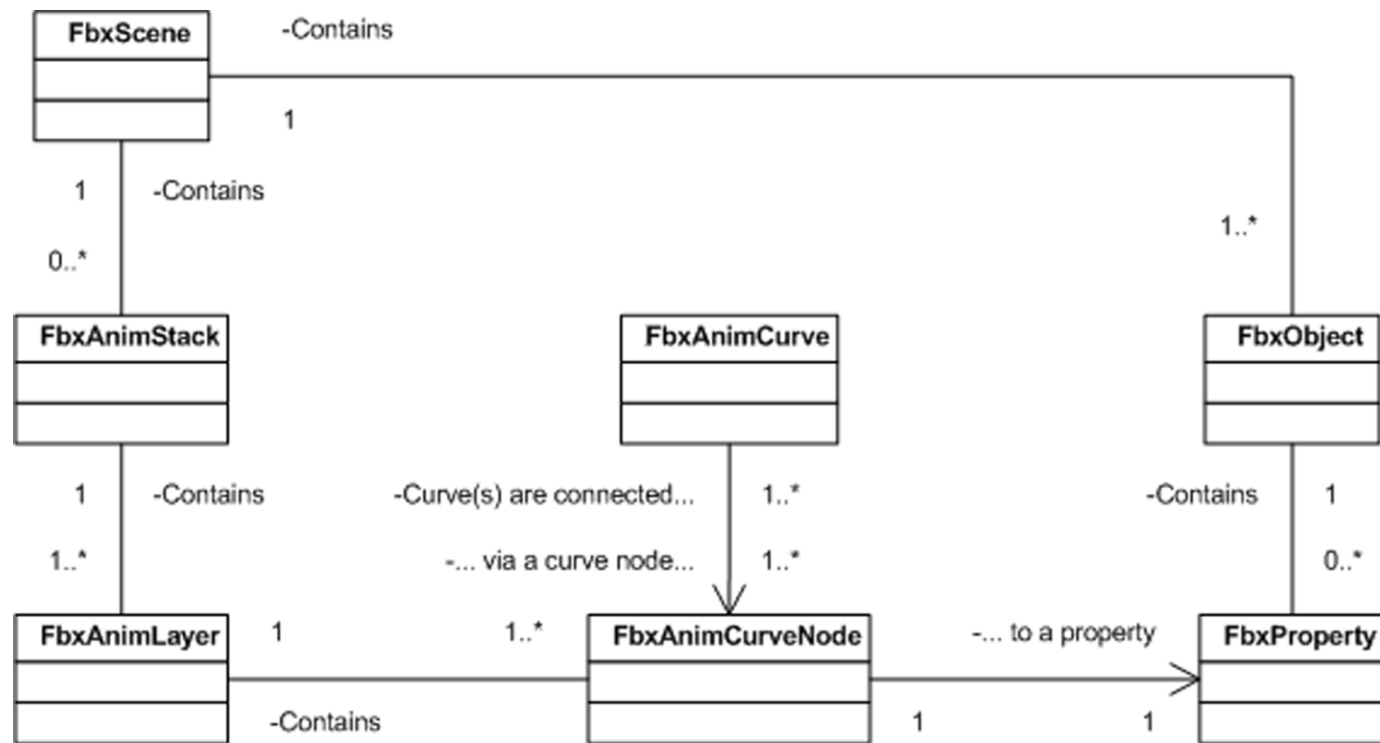 FbxScene
-Contains
1
1
-Contains
1..*
0..*
FbxAnimStack
FbxAnimCurve
FbxObject
1
-Contains
-Curve(s) are connected...
1..*
-Contains
1
1..*
-... via a curve node...
1..*
0..*
FbxAnimLayer
1
1..*
FbxAnimCurveNode
-... to a property
FbxProperty
-Contains
1
1